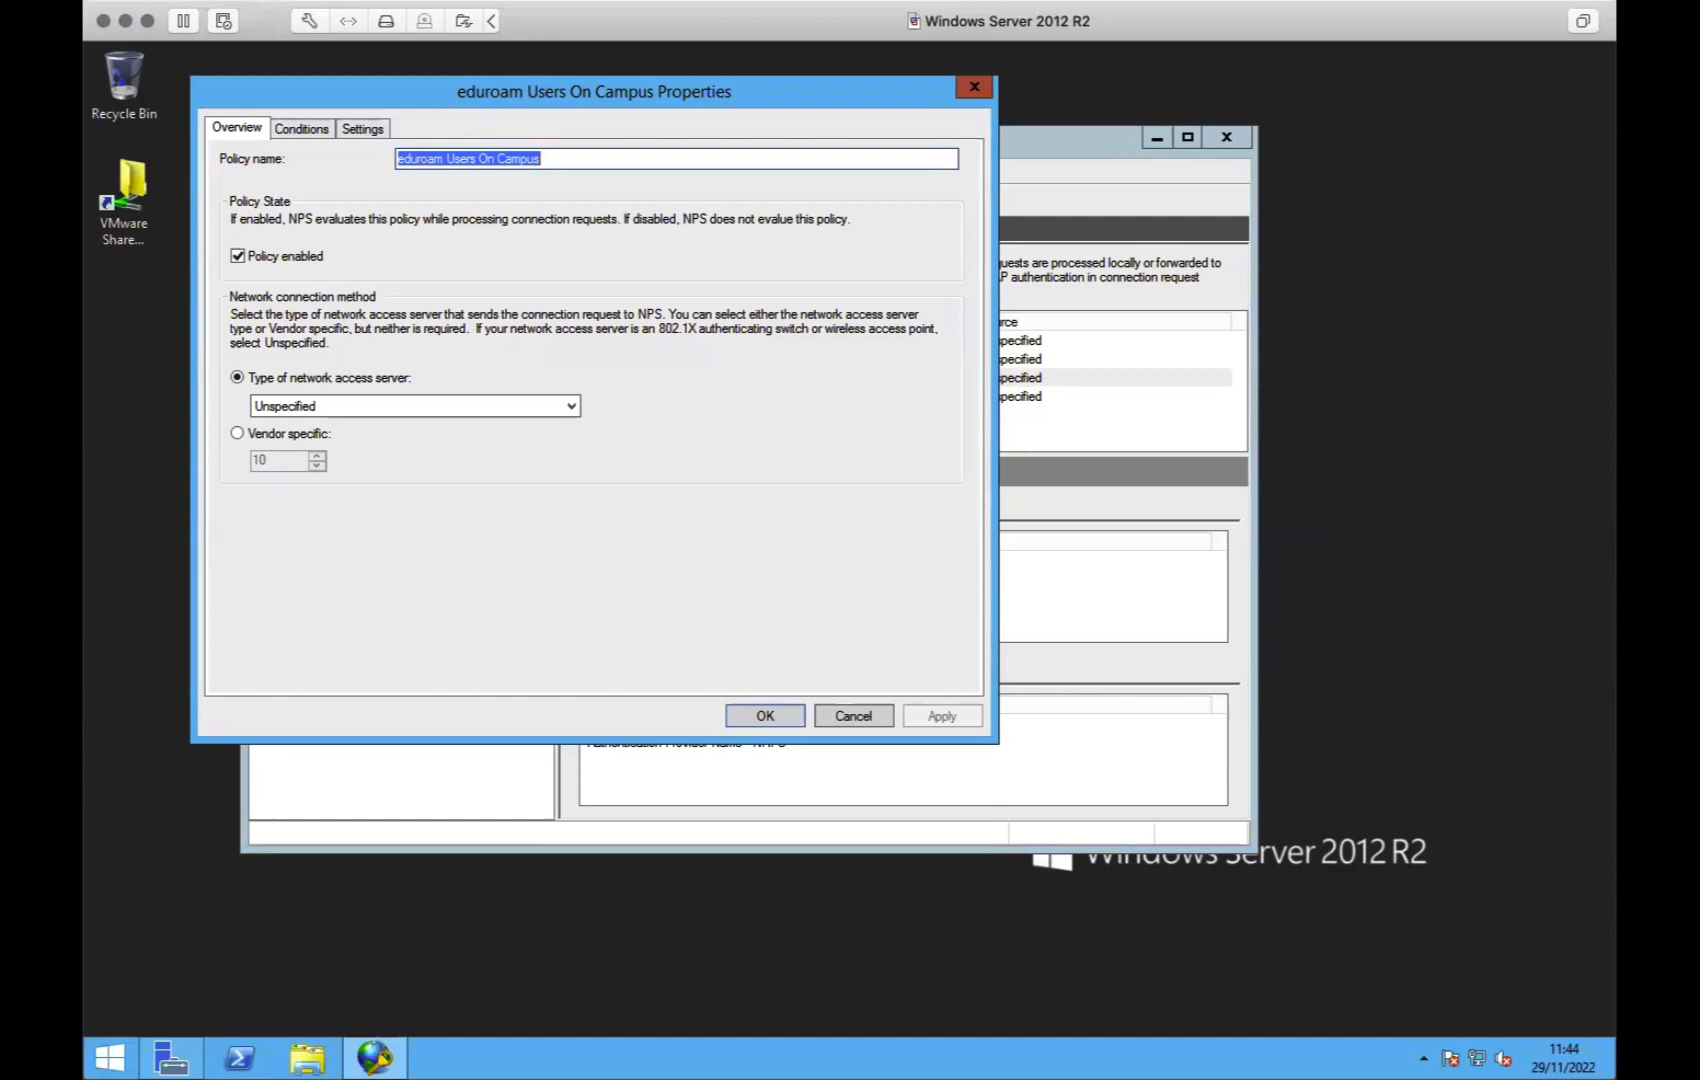 Windows Server 2012 R2
Recycle Bin
VMware
Share...
eduroam Users On Campus Properties
Overview
Conditions
Settings
Policy name:
eduroam Users On Campus
Policy State
If enabled, NPS evaluates this policy while processing connection requests. If disabled, NPS does not evalue this policy.
Policy enabled
Network connection method
Select the type of network access server that sends the connection request to NPS. You can select either the network access server
type or Vendor specific, but neither is required. If your network access server is an 802.1X authenticating switch or wireless access point,
select Unspecified.
Type of network access server:
Unspecified
Vendor specific:
10
OK
Cancel
Apply
uests are processed locally or forwarded to
P authentication in connection request
rce
pecified
pecified
pecified
pecified
Windows Server 2012 R2
11:44
29/11/2022